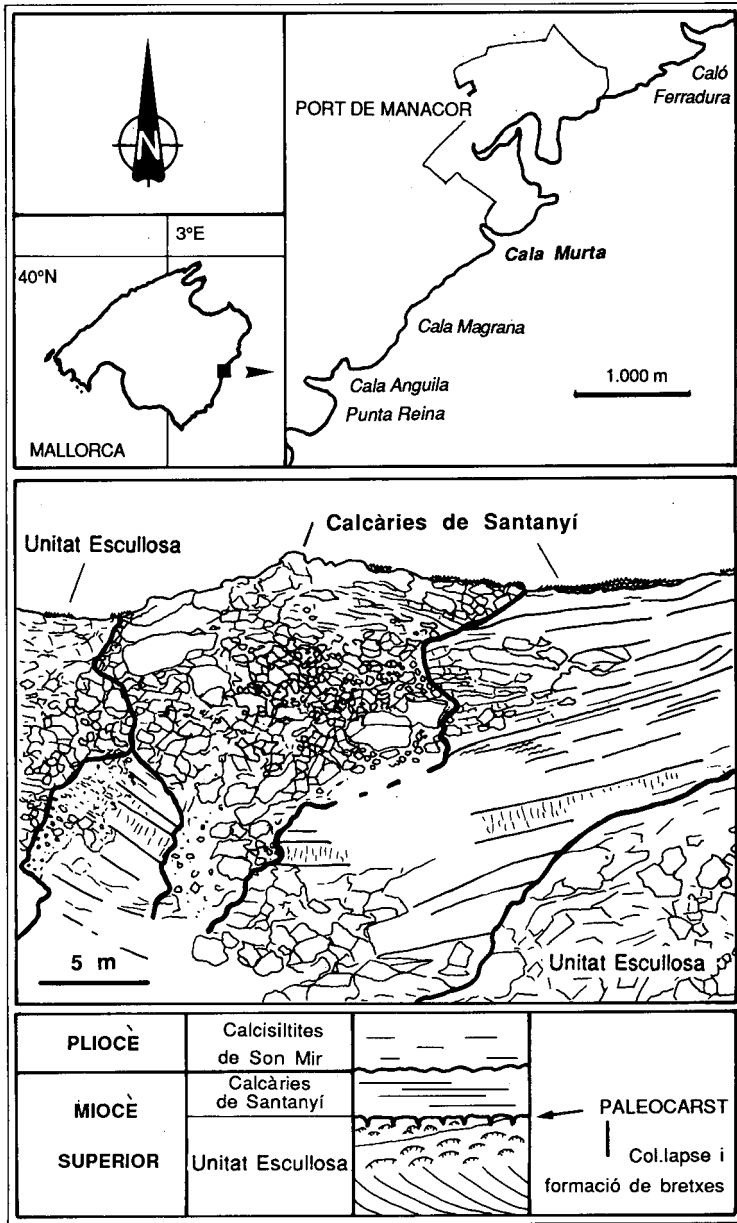 N
3ºE
40ºN
MALLORCA
PORT DE MANACOR
Caló
Ferradura
Cala Murta
Cala Magrana
Cala Anguila
Punta Reina
1.000 m
Unitat Escullosa
Calcàries de Santanyí
5 m
Unitat Escullosa
PLIOCÈ
Calcisiltites
de Son Mir
MIOCÈ
SUPERIOR
Calcàries
de Santanyí
Unitat Escullosa
PALEOCARST
Col.lapse i
formació de bretxes